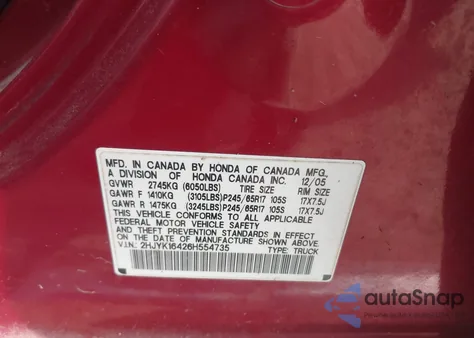 MFD. IN CANADA BY HONDA OF CANADA MFG.
A DIVISION OF HONDA CANADA INC. 12/05
GVWR 2745KG (6050LBS) TIRE SIZE RIM SIZE
GAWR F 1410KG (3105LBS)P245/65R17 105S 17X7.5J
GAWR R 1475KG (3245LBS)P245/65R17 105S 17X7.5J
THIS VEHICLE CONFORMS TO ALL APPLICABLE
FEDERAL MOTOR VEHICLE SAFETY
AND THEFT PREVENTION STANDARDS IN EFFECT
ON THE DATE OF MANUFACTURE SHOWN ABOVE.
V.I.N.: 2HJYK16426H554735 TYPE: TRUCK
autaSnap